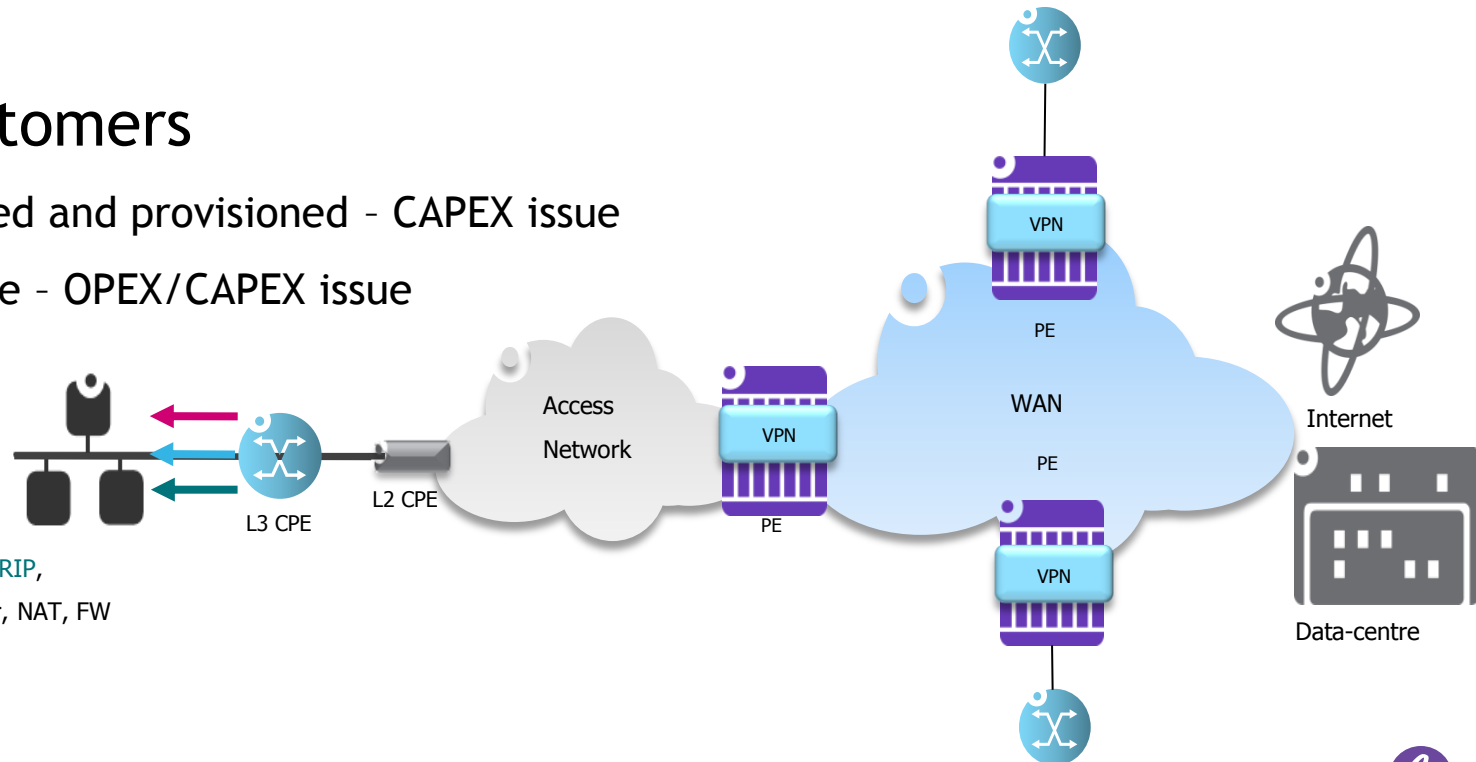 tomers
ed and provisioned – CAPEX issue
e – OPEX/CAPEX issue
VPN
PE
WAN
PE
VPN
Access
Network
VPN
PE
L2 CPE
L3 CPE
RIP,
, NAT, FW
Internet
Data-centre